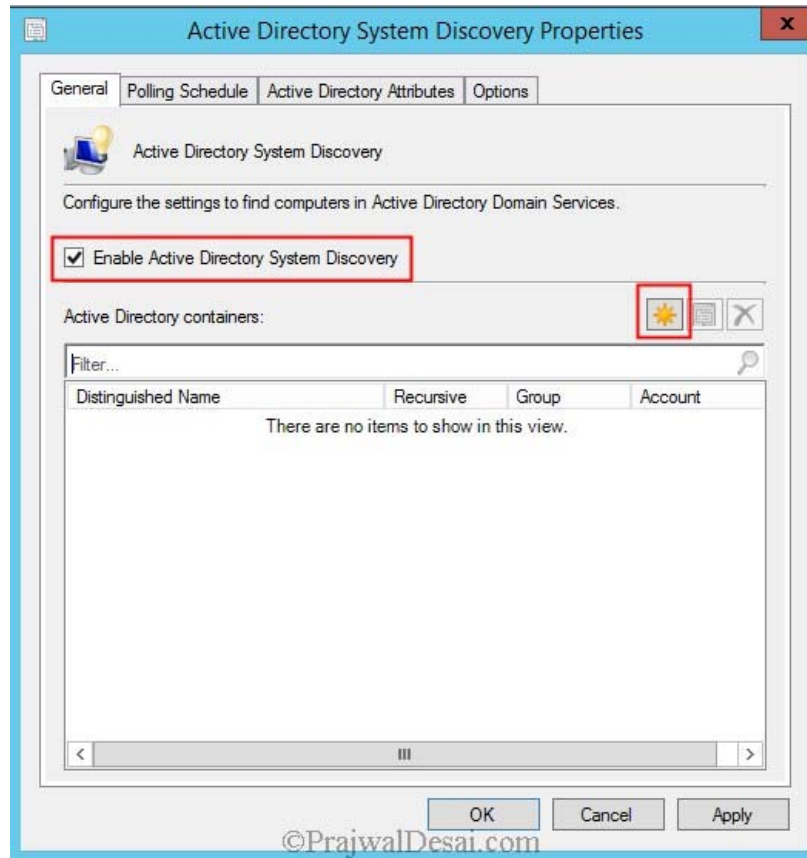 Active Directory System Discovery Properties
x
General Polling Schedule Active Directory Attributes Options
Active Directory System Discovery
Configure the settings to find computers in Active Directory Domain Services.
Enable Active Directory System Discovery
Active Directory containers:
Filter...
Distinguished Name Recursive Group Account
There are no items to show in this view.
OK Cancel Apply
©PrajwalDesai.com